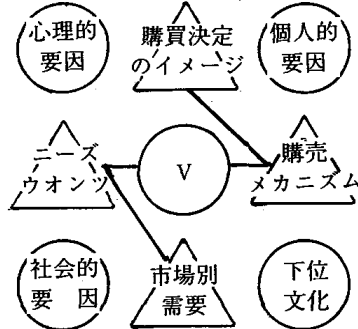 心理的
要因
購買決定
のイメージ
個人的
要因
ニーズ
ウオンツ
V
購売
メカニズム
社会的
要　因
市場別
需要
下位
文化